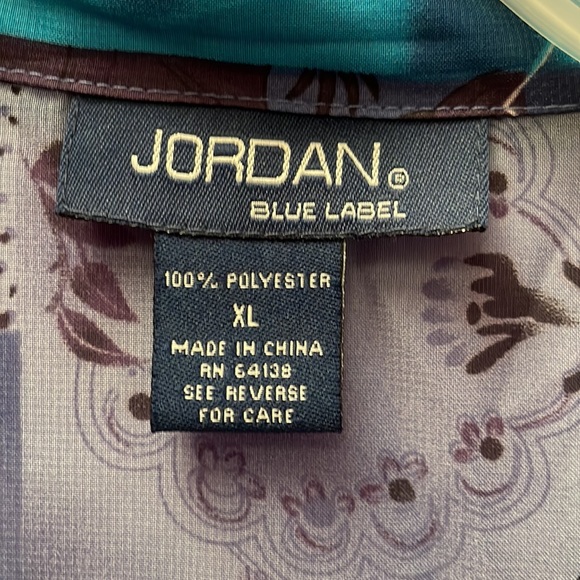 JORDAN®
BLUE LABEL
100% POLYESTER
XL
MADE IN CHINA
RN 64138
SEE REVERSE
FOR CARE